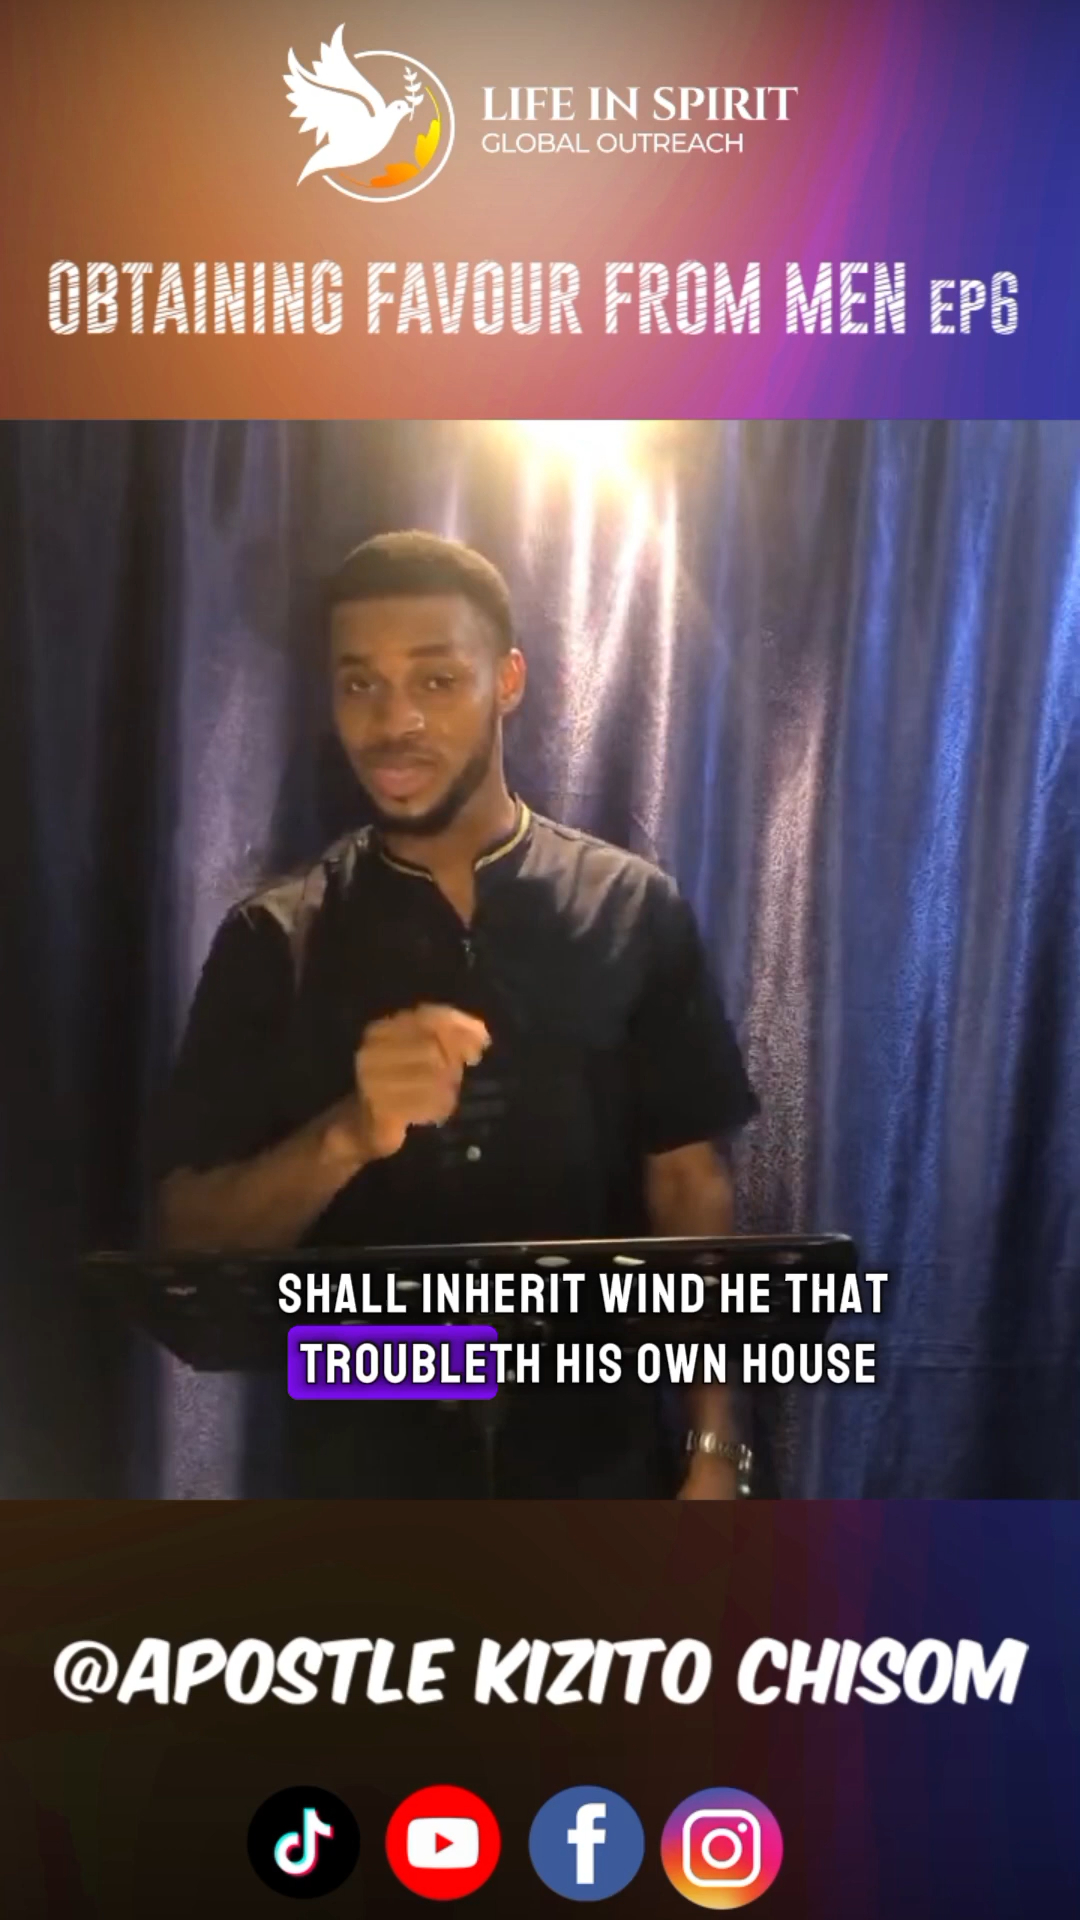 LIFE IN SPIRIT
GLOBAL OUTREACH
OBTAINING FAVOUR FROM MEN EP6
SHALL INHERIT WIND HE THAT
TROUBLETH HIS OWN HOUSE
@APOSTLE KIZITO CHISOM